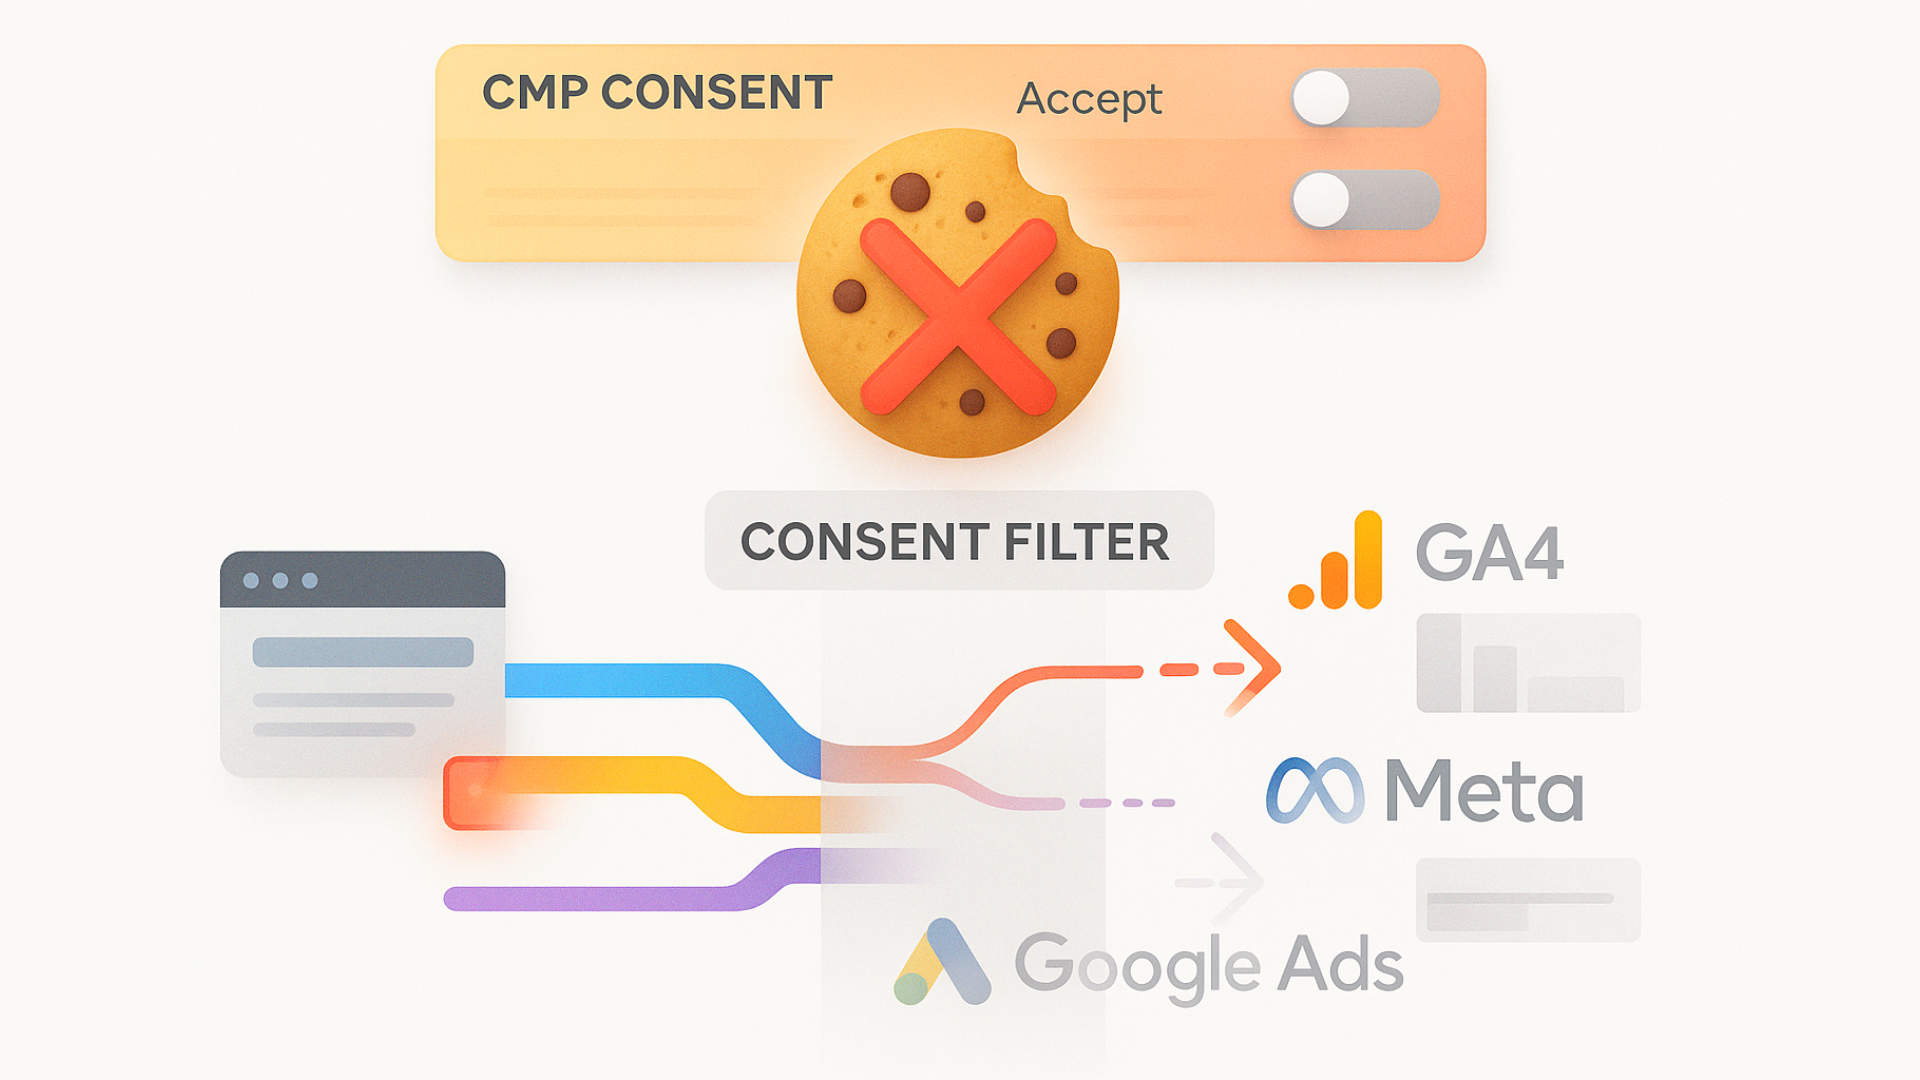 CMP CONSENT
Accept
CONSENT FILTER
GA4
Meta
Google Ads